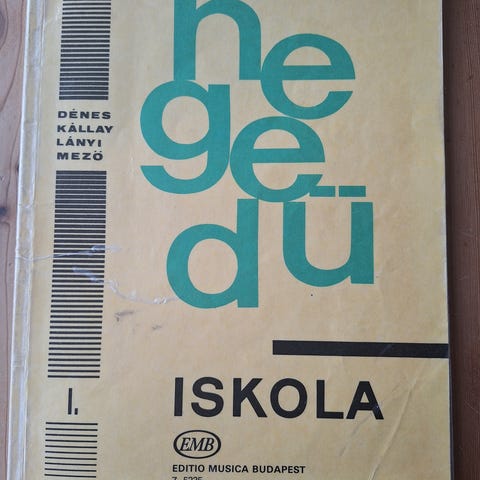 he
ge
dű
DÉNES
KÁLLAY
LÁNYI
MEZŐ
I.
ISKOLA
EMB
EDITIO MUSICA BUDAPEST